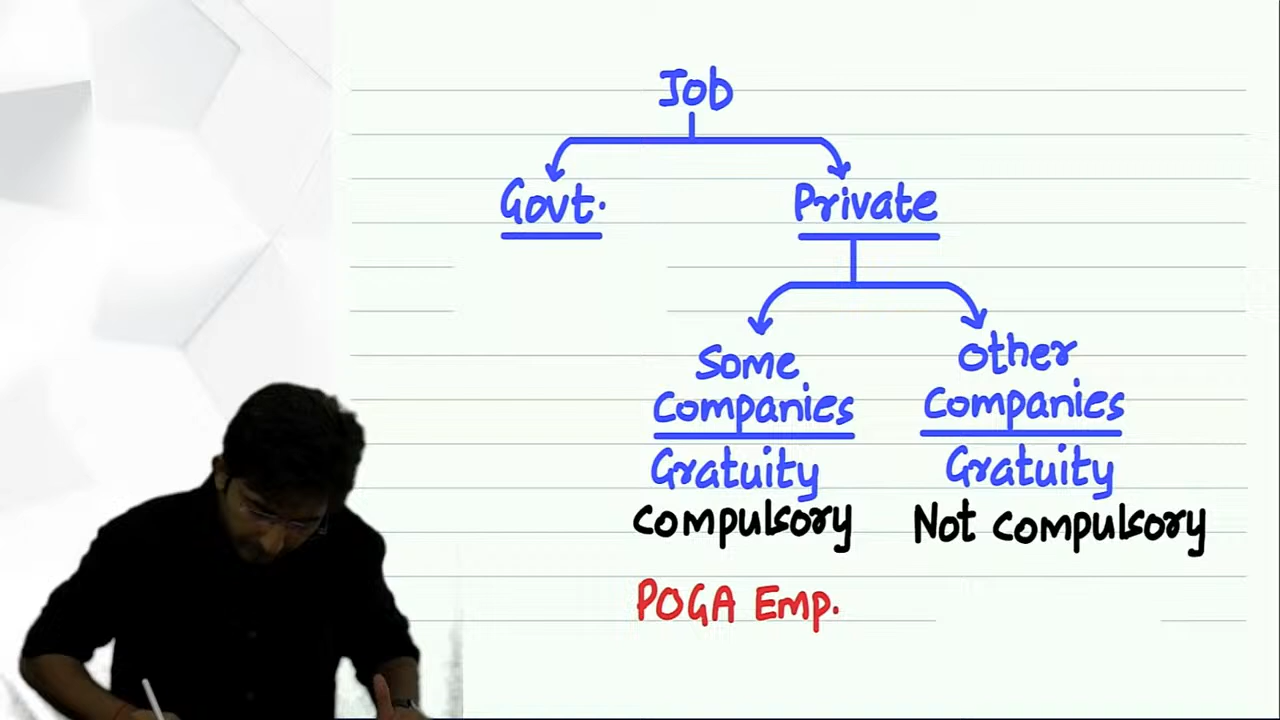 Job
Govt.
Private
Some
Companies
Gratuity
Compulsory
Other
Companies
Gratuity
Not Compulsory
POGA Emp.